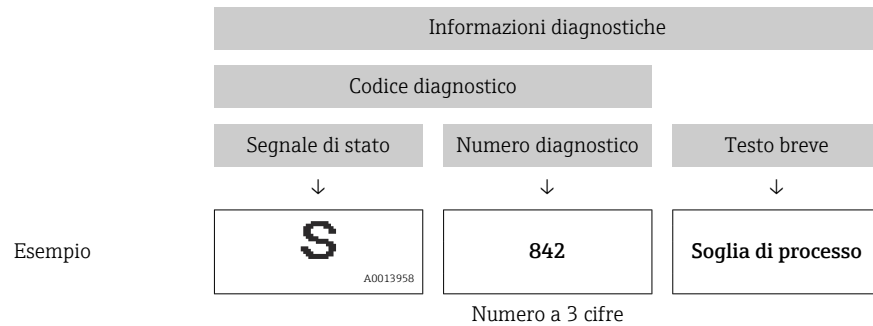 Informazioni diagnostiche
Codice diagnostico
Segnale di stato Numero diagnostico Testo breve
↓ ↓ ↓
Esempio S 842 Soglia di processo
A0013958
Numero a 3 cifre